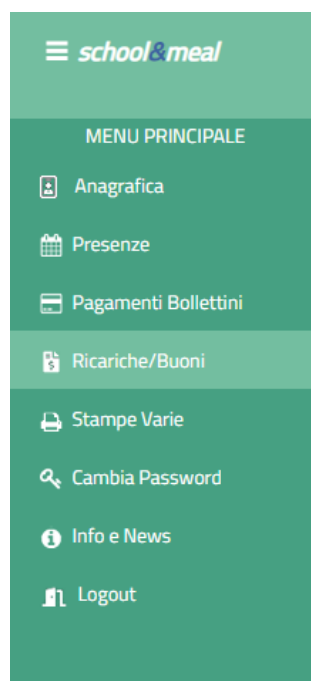 school&meal
MENU PRINCIPALE
Anagrafica
Presenze
Pagamenti Bollettini
Ricariche/Buoni
Stampe Varie
Cambia Password
Info e News
Logout